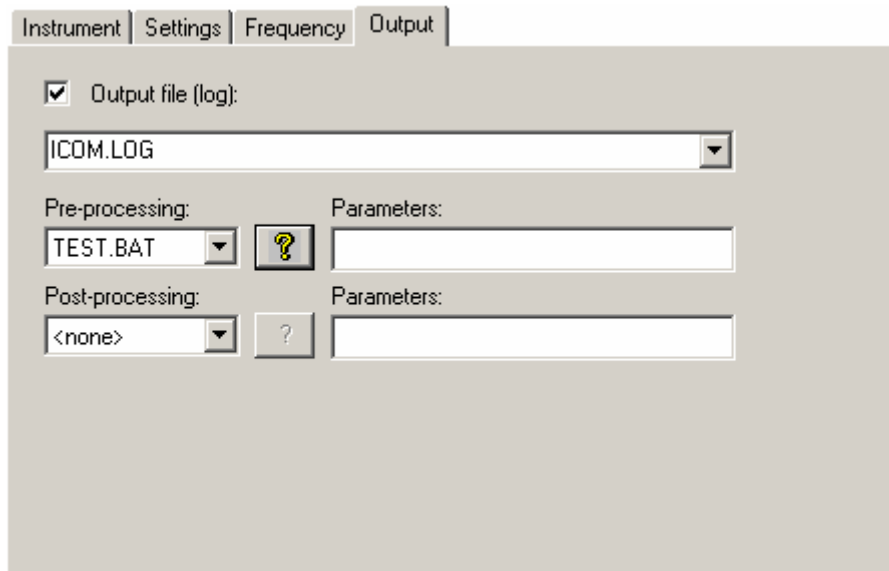 Instrument Settings Frequency Output
Output file (log):
ICOM.LOG
Pre-processing: Parameters:
TEST.BAT ?
Post-processing: Parameters:
<none> ?